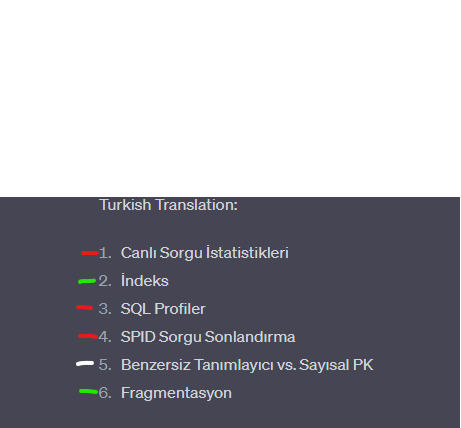 Turkish Translation:
1. Canlı Sorgu İstatistikleri
2. İndeks
3. SQL Profiler
4. SPID Sorgu Sonlandırma
5. Benzersiz Tanımlayıcı vs. Sayısal PK
6. Fragmentasyon